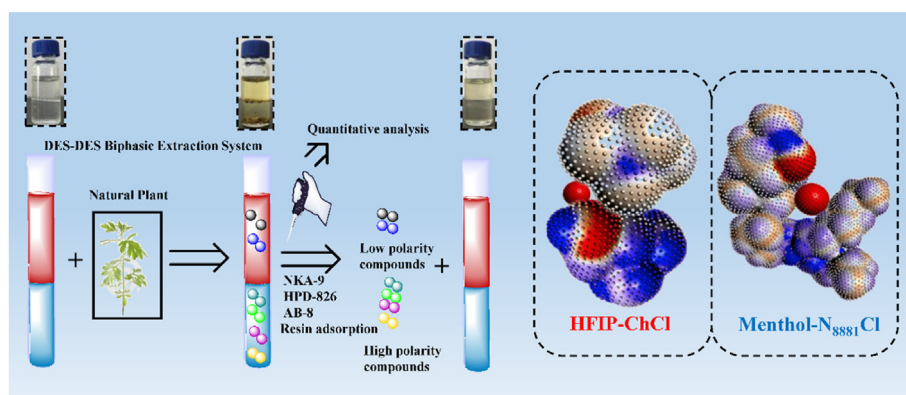 DES-DES Biphasic Extraction System
Natural Plant
Quantitative analysis
Low polarity
compounds
NKA-9
HPD-826
AB-8
Resin adsorption
High polarity
compounds
HFIP-ChCl
Menthol-N₈₈₈₁Cl